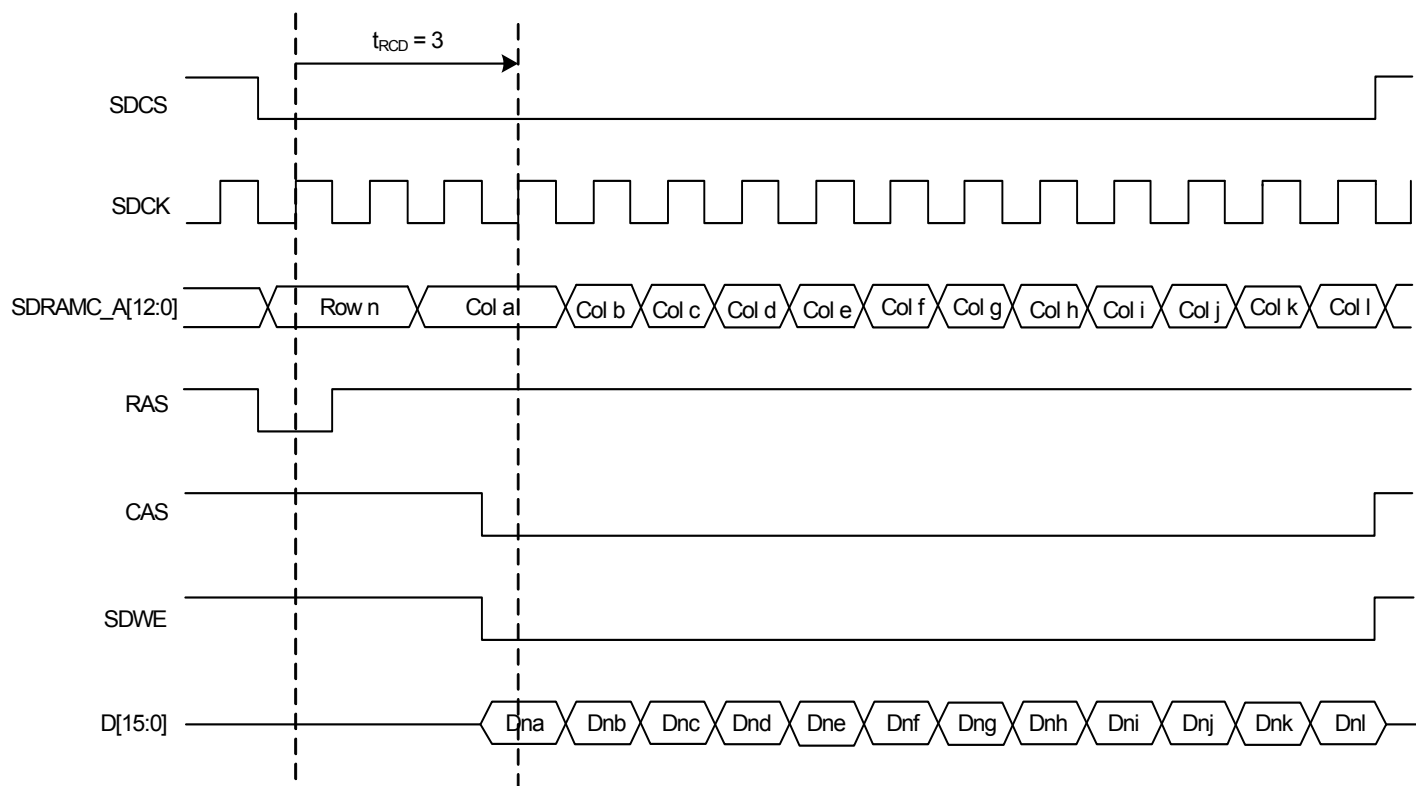 tRCD = 3
SDCS
SDCK
SDRAMC_A[12:0]
Row n
Col a
Col b
Col c
Col d
Col e
Col f
Col g
Col h
Col i
Col j
Col k
Col l
RAS
CAS
SDWE
D[15:0]
Dna
Dnb
Dnc
Dnd
Dne
Dnf
Dng
Dnh
Dni
Dnj
Dnk
Dnl